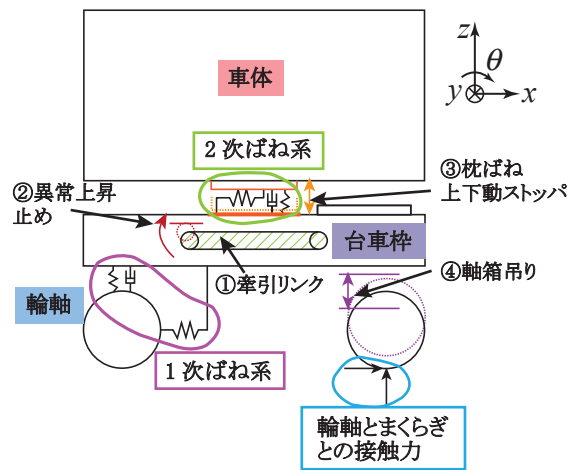 車体
z
θ
y
x
2次ばね系
②異常上昇
止め
③枕ばね
上下動ストッパ
台車枠
①牽引リンク
④軸箱吊り
輪軸
1次ばね系
輪軸とまくらぎ
との接触力